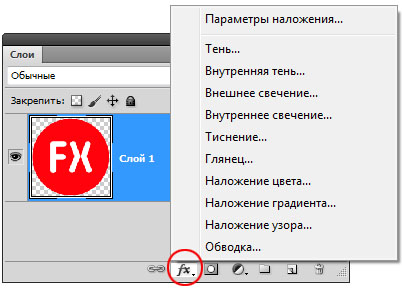 Параметры наложения...
Тень...
Внутренняя тень...
Внешнее свечение...
Внутреннее свечение...
Тиснение...
Глянец...
Наложение цвета...
Наложение градиента...
Наложение узора...
Обводка...
Слои
Обычные
Закрепить:
FX
Слой 1
fx